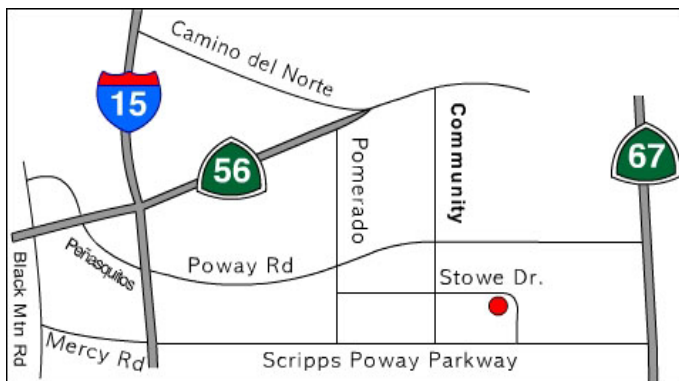 Camino del Norte
15
56
67
Pomerado
Community
Peñasquitos
Poway Rd
Black Mtn Rd
Stowe Dr.
Mercy Rd
Scripps Poway Parkway